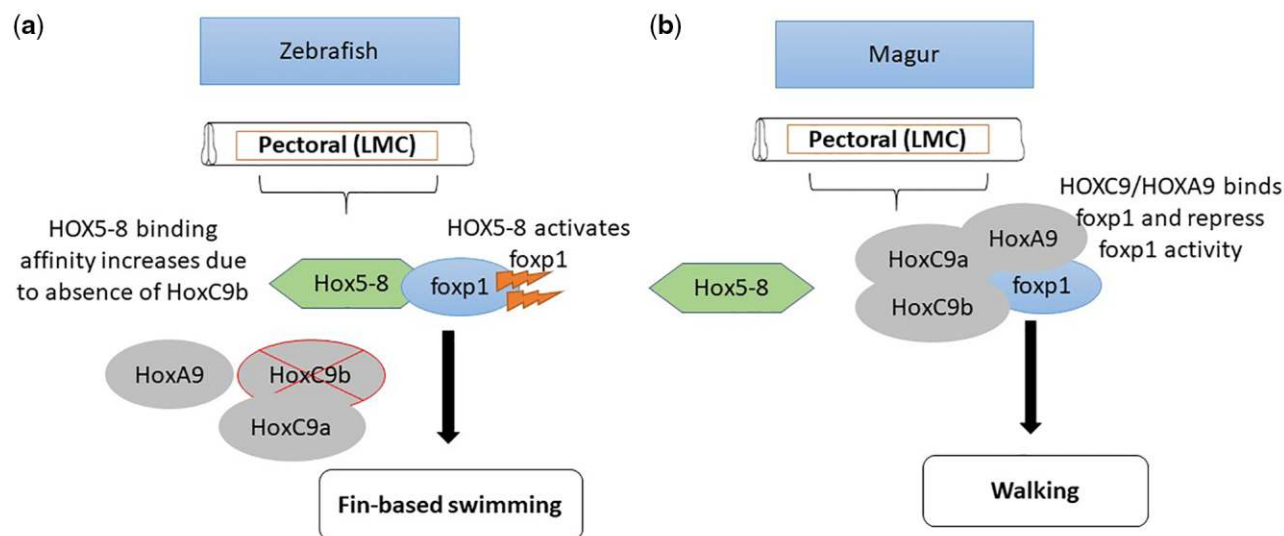 (a)
Zebrafish
Pectoral (LMC)
HOX5-8 binding
affinity increases due
to absence of HoxC9b
HOX5-8 activates
foxp1
Hox5-8
foxp1
HoxA9
HoxC9b
HoxC9a
Fin-based swimming
(b)
Magur
Pectoral (LMC)
HOXC9/HOXA9 binds
foxp1 and repress
foxp1 activity
HoxA9
HoxC9a
Hox5-8
foxp1
HoxC9b
Walking